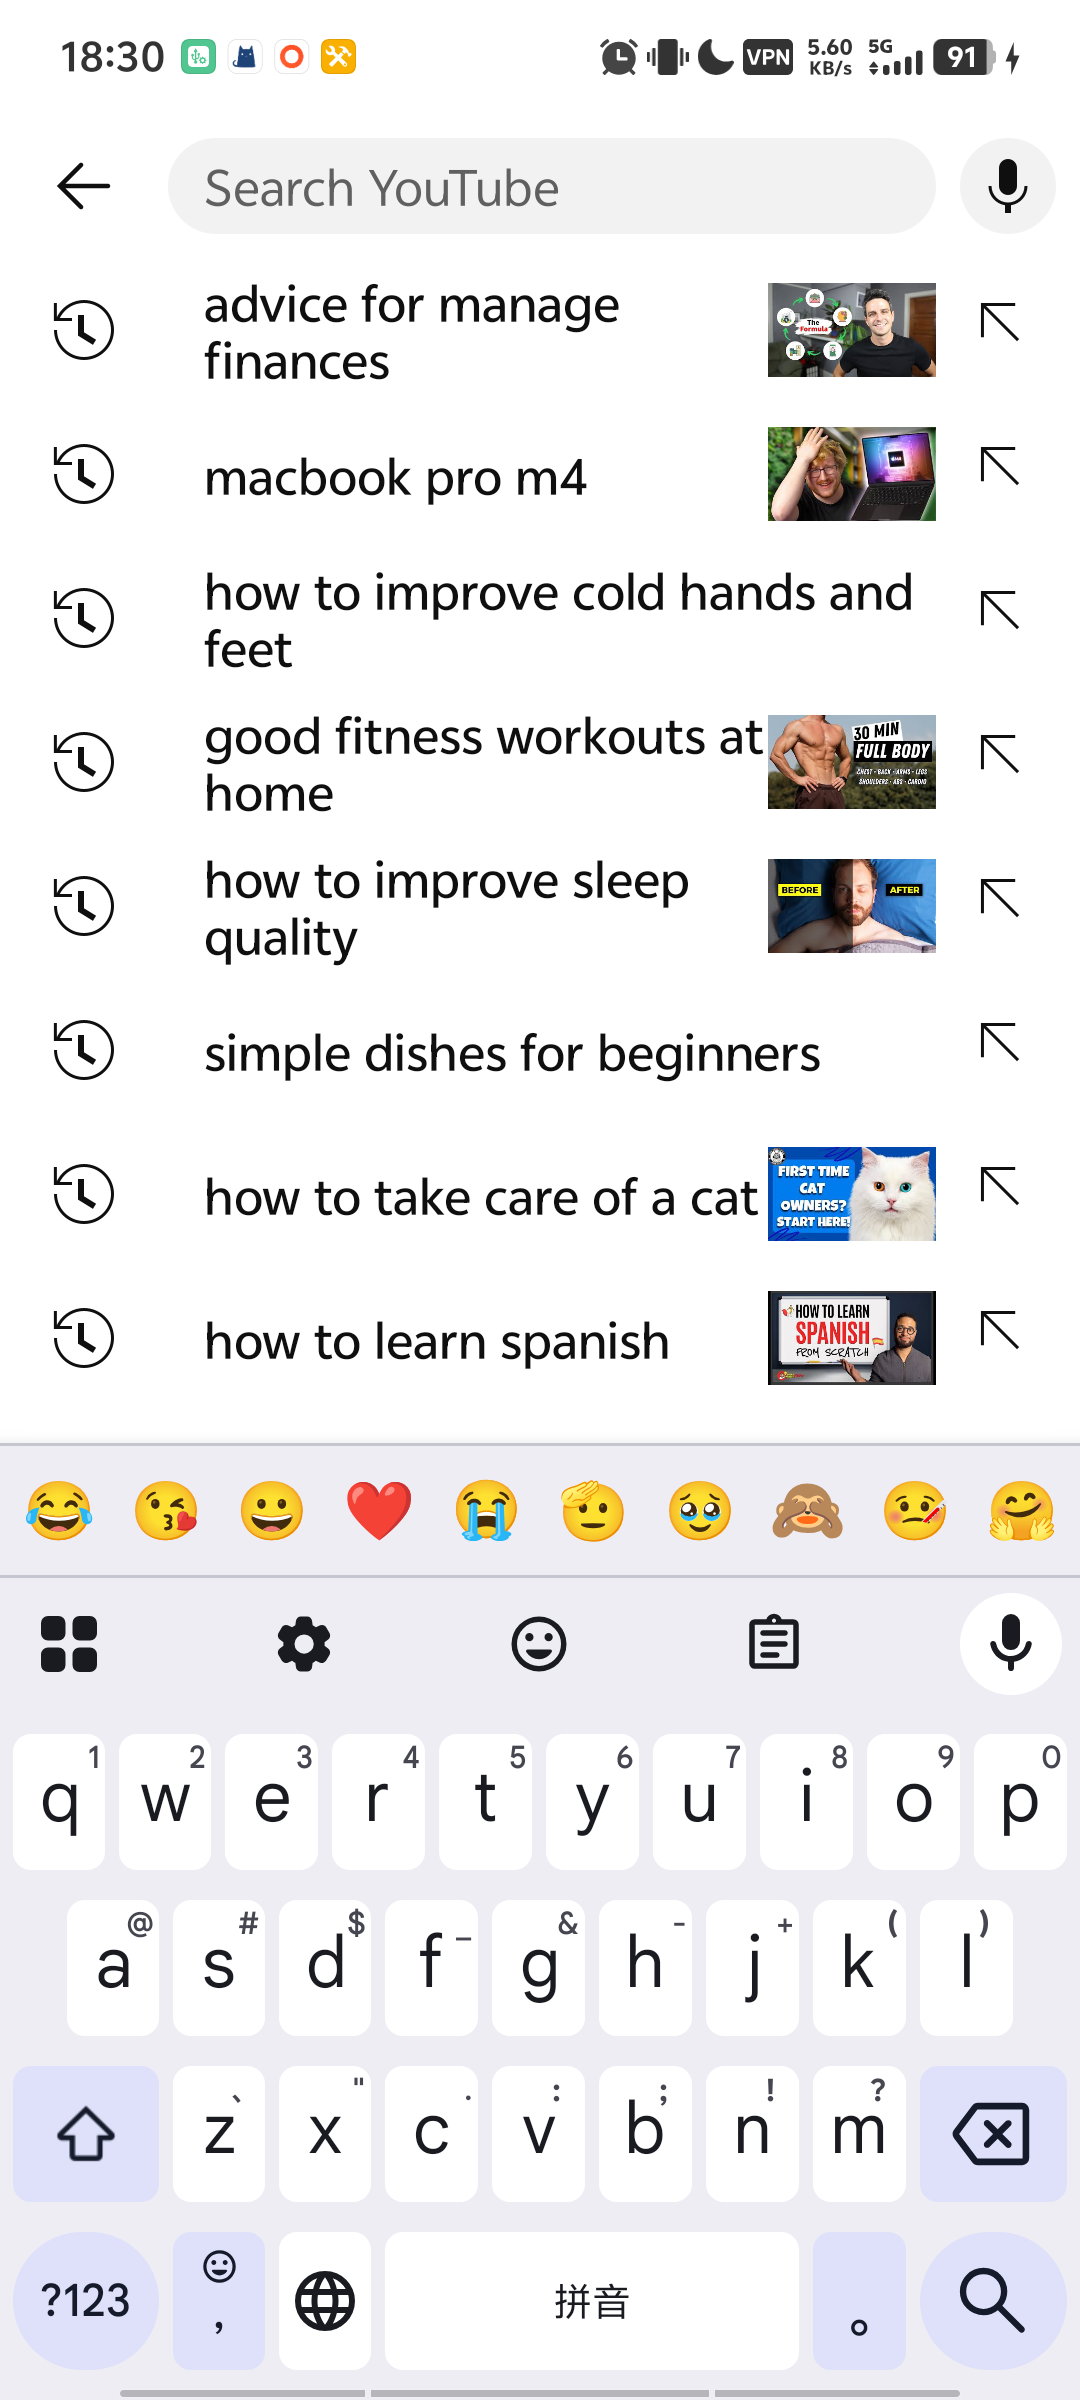 18:30
VPN
5.60 KB/s
5G
91
Search YouTube
advice for manage
finances
The
Formula
macbook pro m4
how to improve cold hands and
feet
good fitness workouts at
home
30 MIN
FULL BODY
CHEST • BACK • ARMS • LEGS
SHOULDERS • ABS • CARDIO
how to improve sleep
quality
BEFORE
AFTER
simple dishes for beginners
how to take care of a cat
FIRST TIME
CAT
OWNERS?
START HERE!
how to learn spanish
HOW TO LEARN
SPANISH
FROM SCRATCH
1 2 3 4 5 6 7 8 9 0
q w e r t y u i o p
@ # $ _ & - + ( )
a s d f g h j k l
、 " . : ; ! ?
z x c v b n m
?123
,
拼音
。